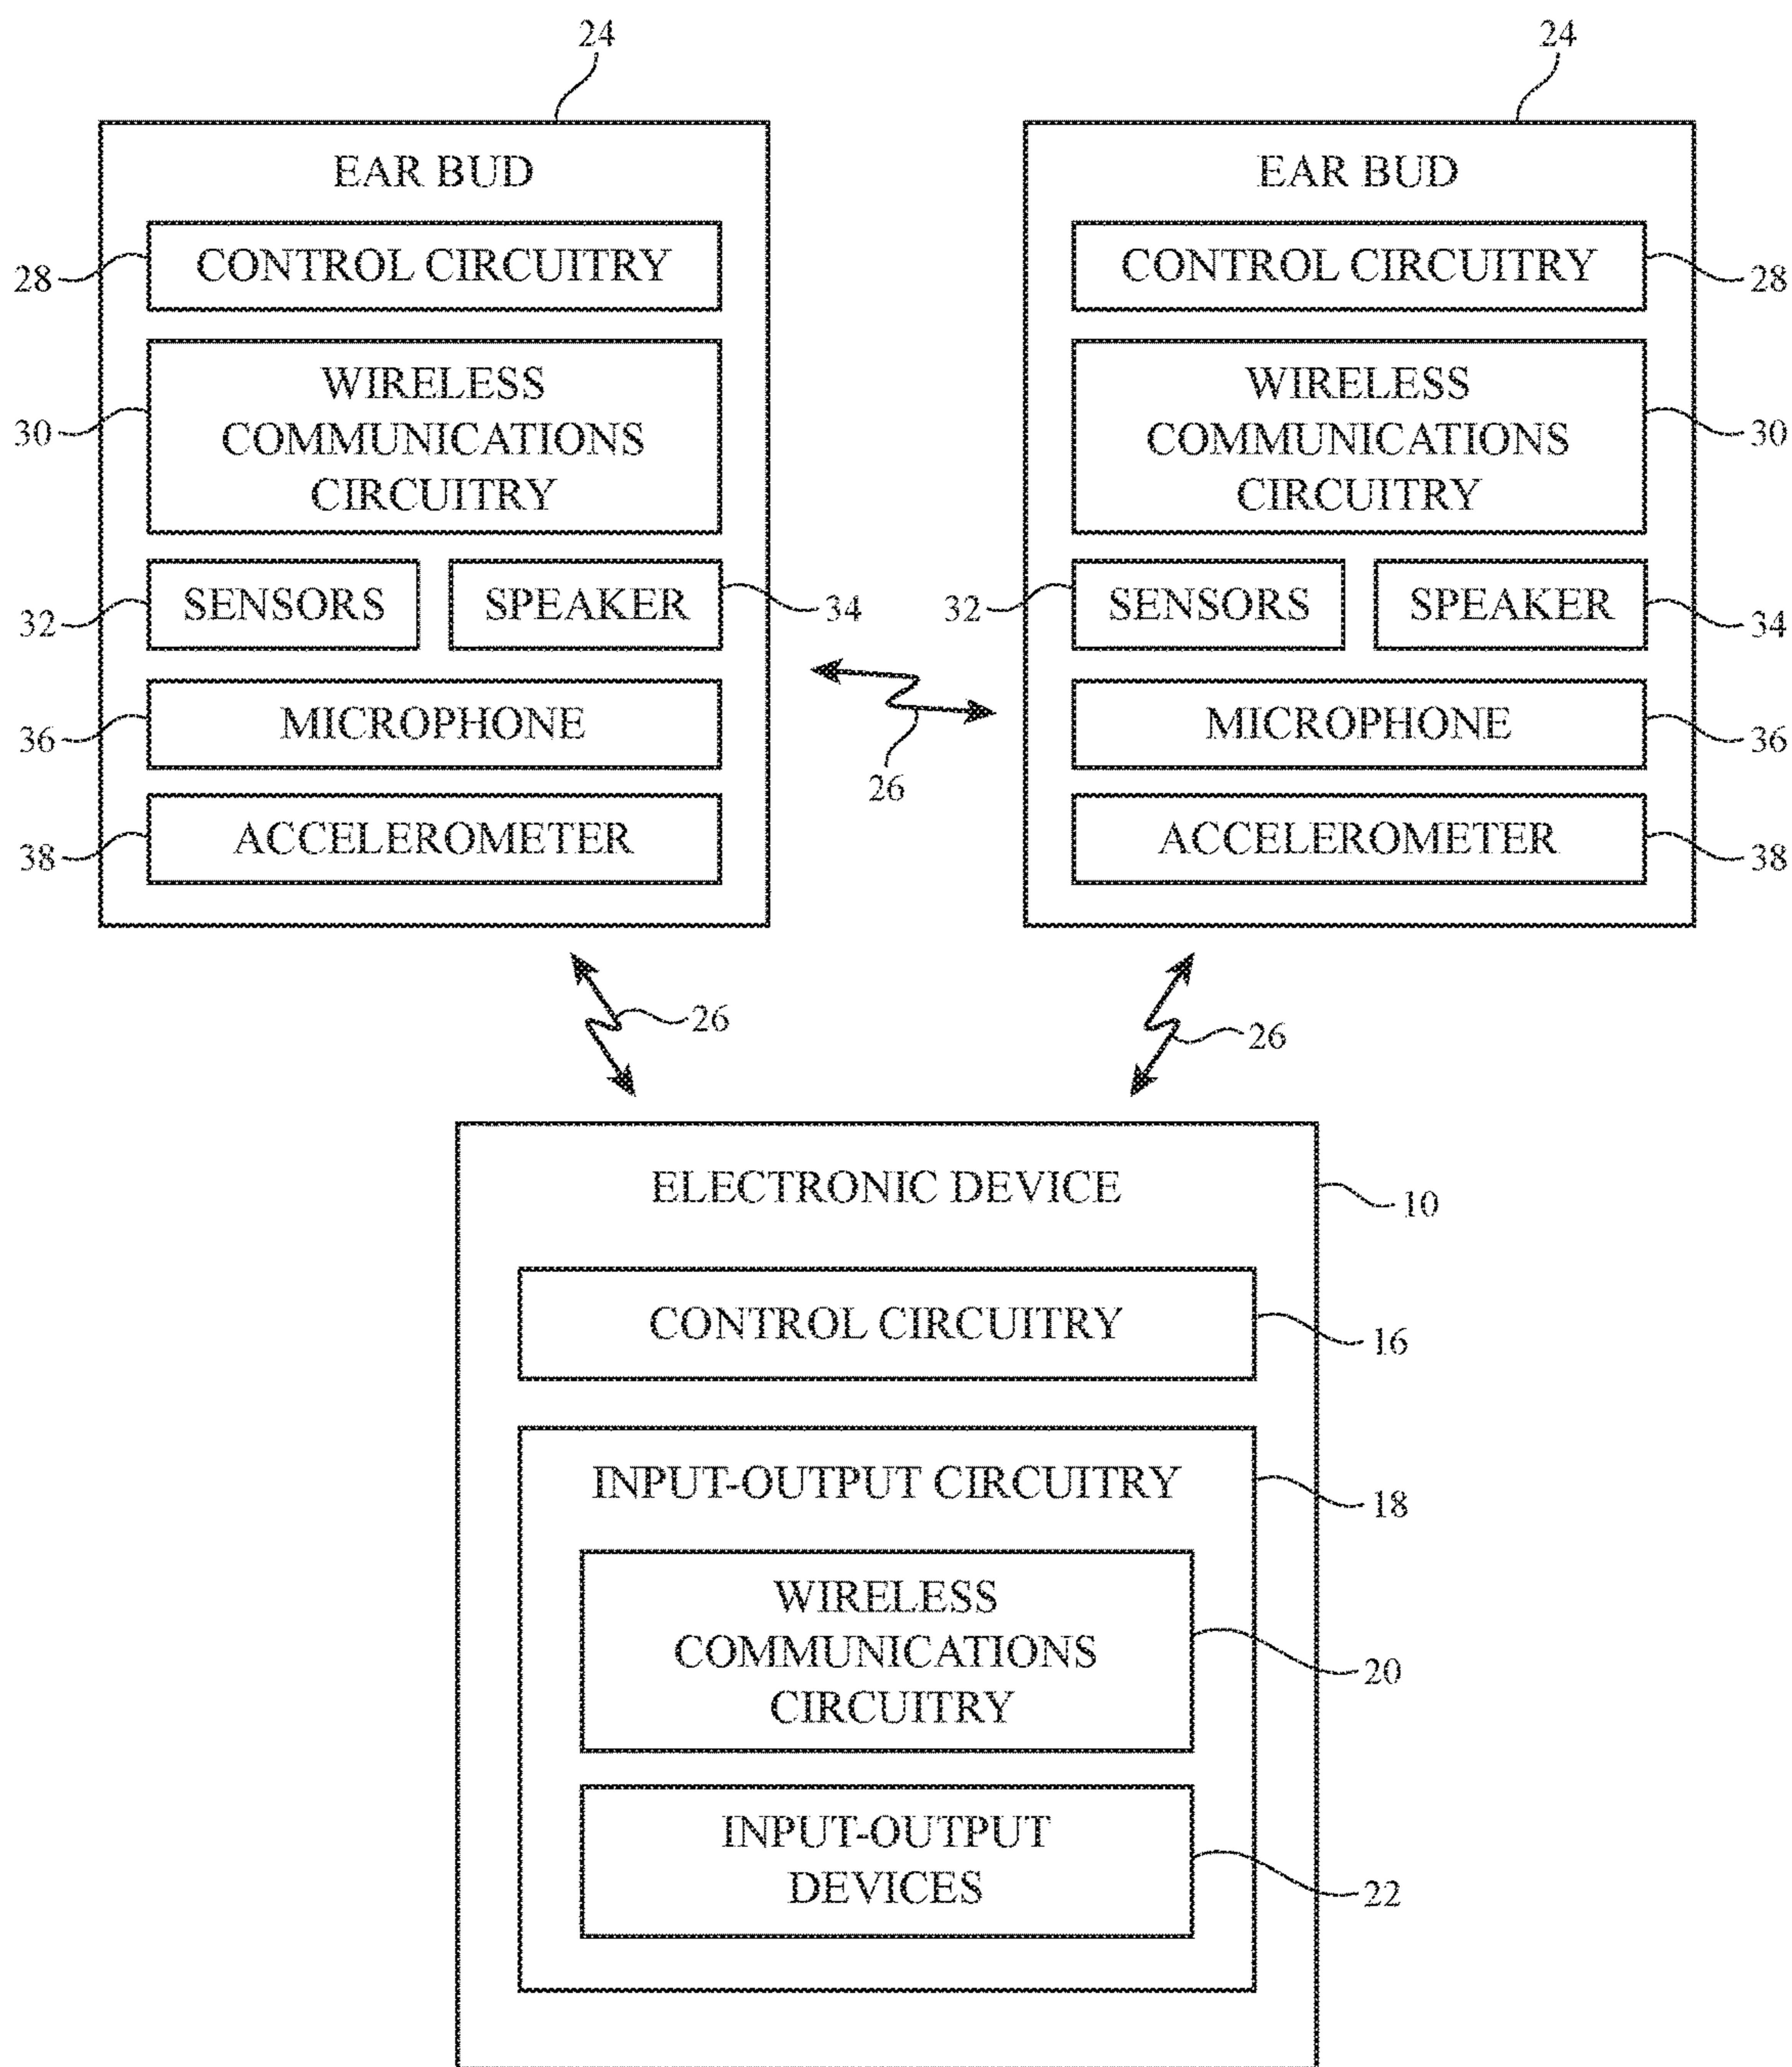 24
24
EAR BUD
CONTROL CIRCUITRY
28
WIRELESS
COMMUNICATIONS
CIRCUITRY
30
SENSORS
SPEAKER
32
34
MICROPHONE
36
ACCELEROMETER
38
EAR BUD
CONTROL CIRCUITRY
28
WIRELESS
COMMUNICATIONS
CIRCUITRY
30
SENSORS
SPEAKER
32
34
MICROPHONE
36
ACCELEROMETER
38
26
26
26
ELECTRONIC DEVICE
10
CONTROL CIRCUITRY
16
INPUT-OUTPUT CIRCUITRY
18
WIRELESS
COMMUNICATIONS
CIRCUITRY
20
INPUT-OUTPUT
DEVICES
22